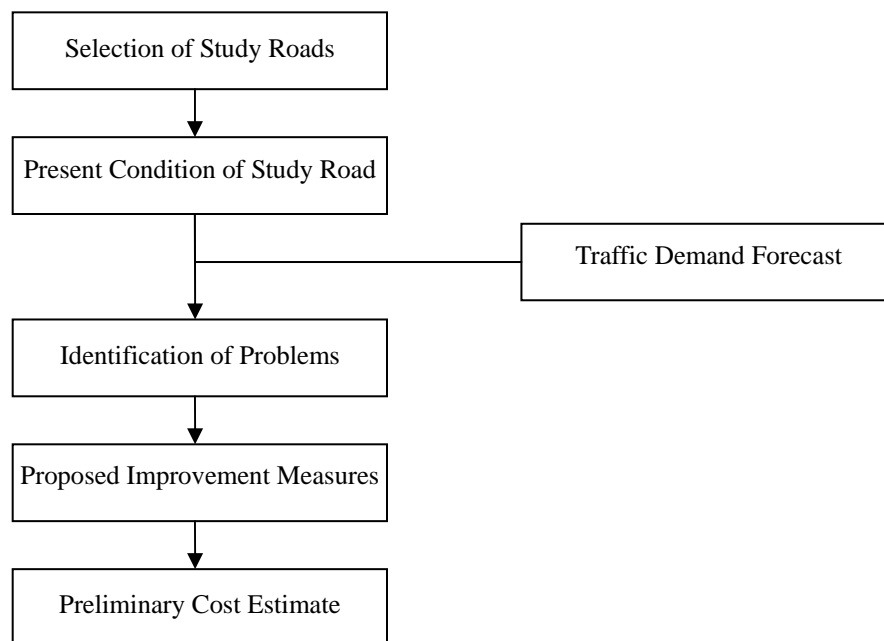 Selection of Study Roads
Present Condition of Study Road
Traffic Demand Forecast
Identification of Problems
Proposed Improvement Measures
Preliminary Cost Estimate